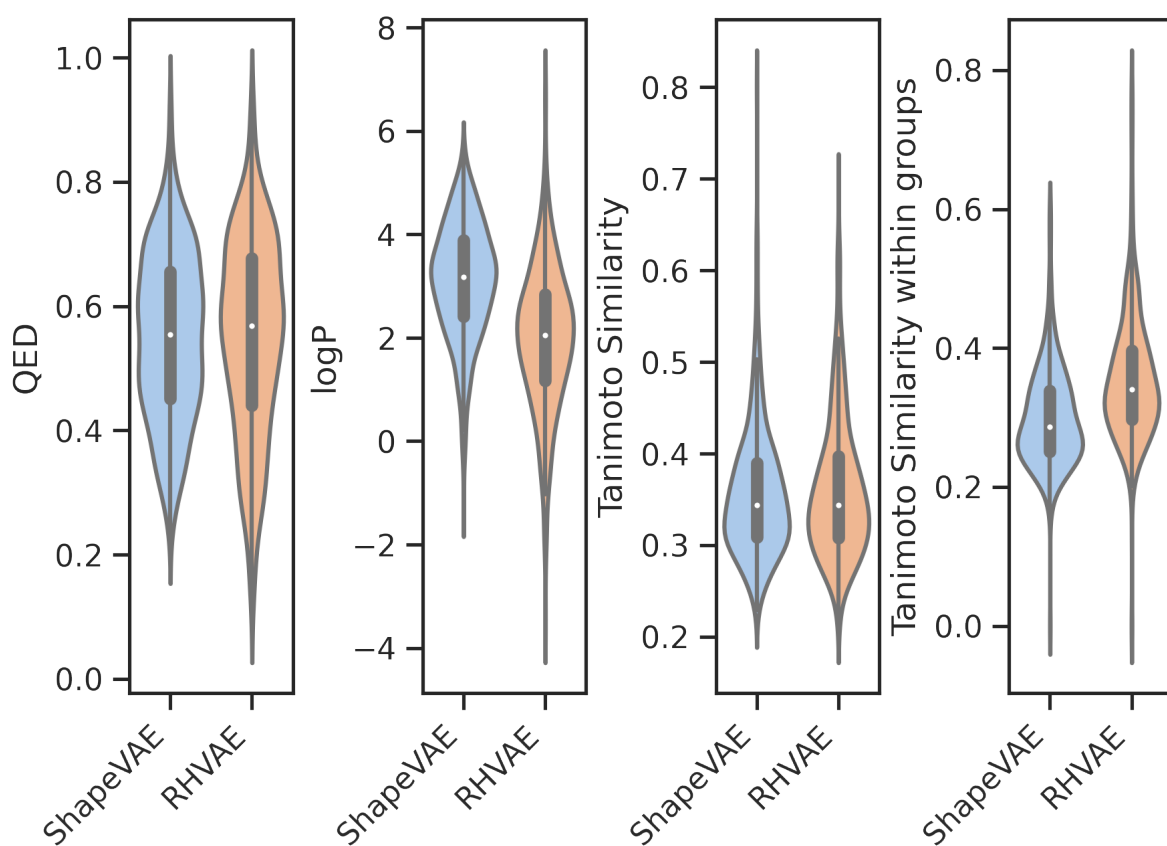 QED
1.0
0.8
0.6
0.4
0.2
0.0
ShapeVAE
RHVAE
logP
8
6
4
2
0
−2
−4
ShapeVAE
RHVAE
Tanimoto Similarity
0.8
0.7
0.6
0.5
0.4
0.3
0.2
ShapeVAE
RHVAE
Tanimoto Similarity within groups
0.8
0.6
0.4
0.2
0.0
ShapeVAE
RHVAE